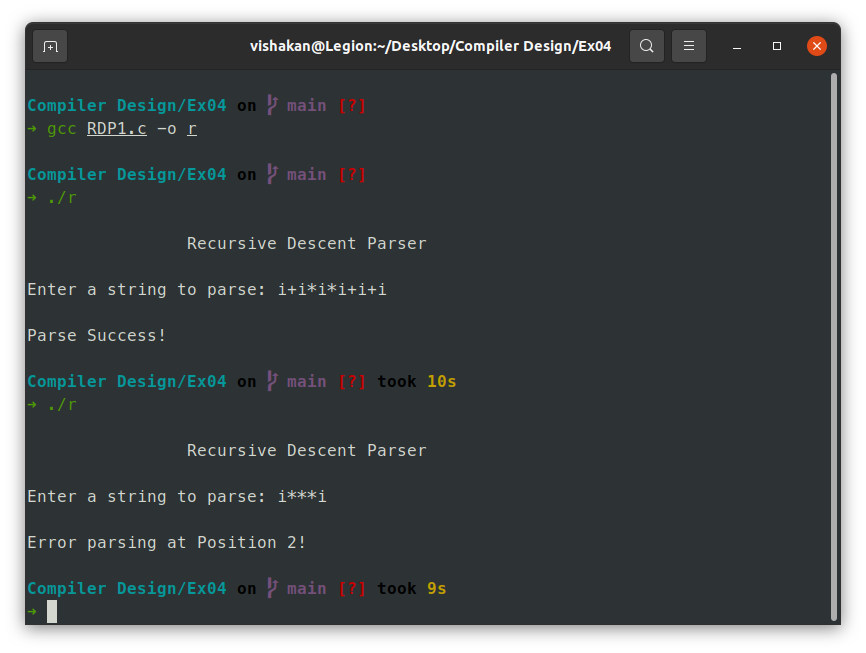 vishakan@Legion:~/Desktop/Compiler Design/Ex04
Compiler Design/Ex04 on main [?]
→ gcc RDP1.c -o r
Compiler Design/Ex04 on main [?]
→ ./r
Recursive Descent Parser
Enter a string to parse: i+i*i*i+i+i
Parse Success!
Compiler Design/Ex04 on main [?] took 10s
→ ./r
Recursive Descent Parser
Enter a string to parse: i***i
Error parsing at Position 2!
Compiler Design/Ex04 on main [?] took 9s
→